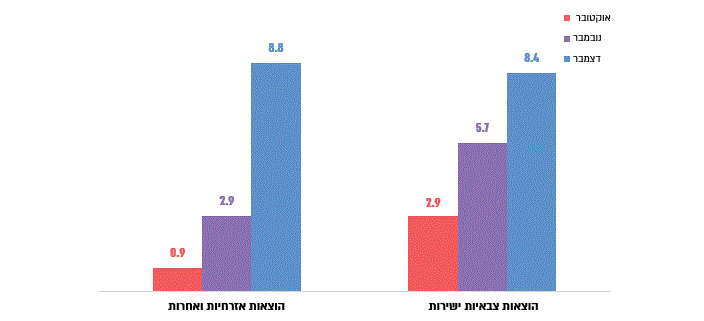 אוקטובר
נובמבר
דצמבר
8.8
8.4
5.7
2.9
2.9
0.9
הוצאות צבאיות ישירות
הוצאות אזרחיות ואחרות